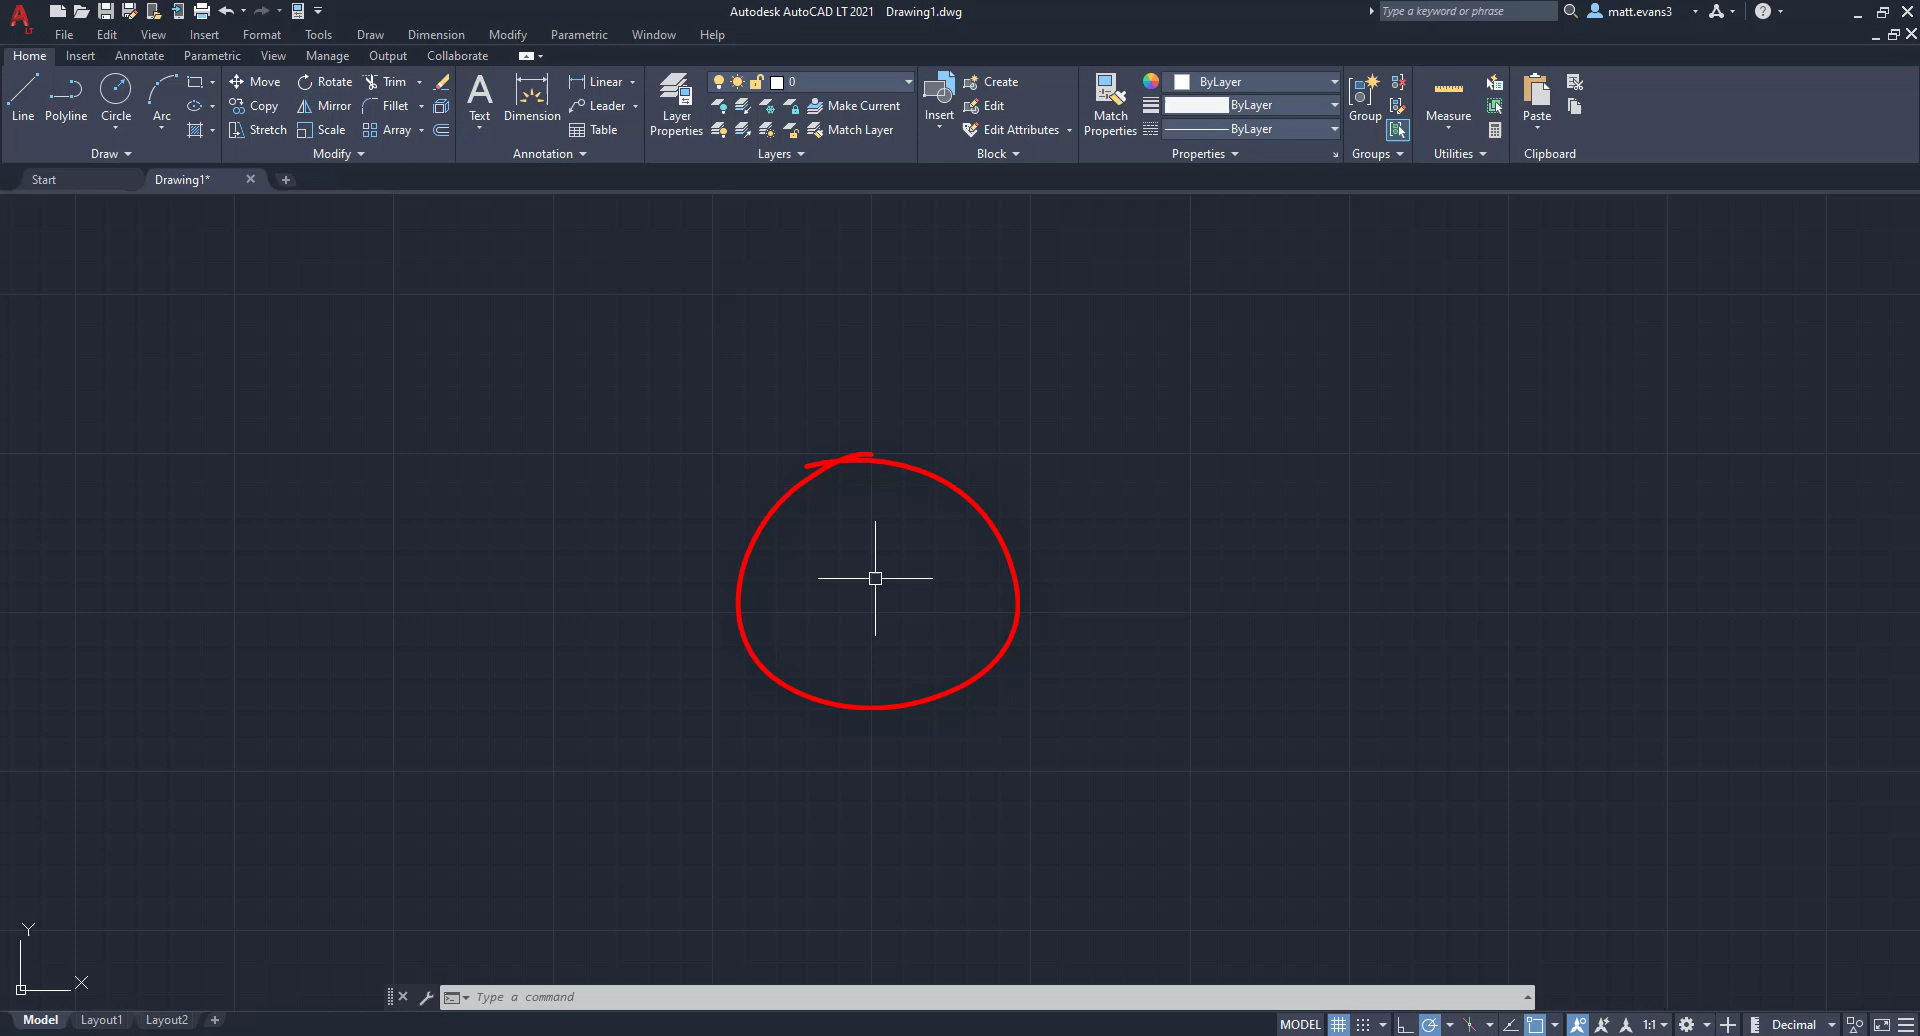 Autodesk AutoCAD LT 2021 Drawing1.dwg
Type a keyword or phrase
matt.evans3
LT
File Edit View Insert Format Tools Draw Dimension Modify Parametric Window Help
Home Insert Annotate Parametric View Manage Output Collaborate
Line Polyline Circle Arc
Move Rotate Trim
Copy Mirror Fillet
Stretch Scale Array
Text Dimension
Linear
Leader
Table
Layer Properties
0
Make Current
Match Layer
Insert
Create
Edit
Edit Attributes
Match Properties
ByLayer
ByLayer
ByLayer
Group
Measure
Paste
Draw Modify Annotation Layers Block Properties Groups Utilities Clipboard
Start Drawing1*
Y
X
Type a command
Model Layout1 Layout2
MODEL 1:1 Decimal